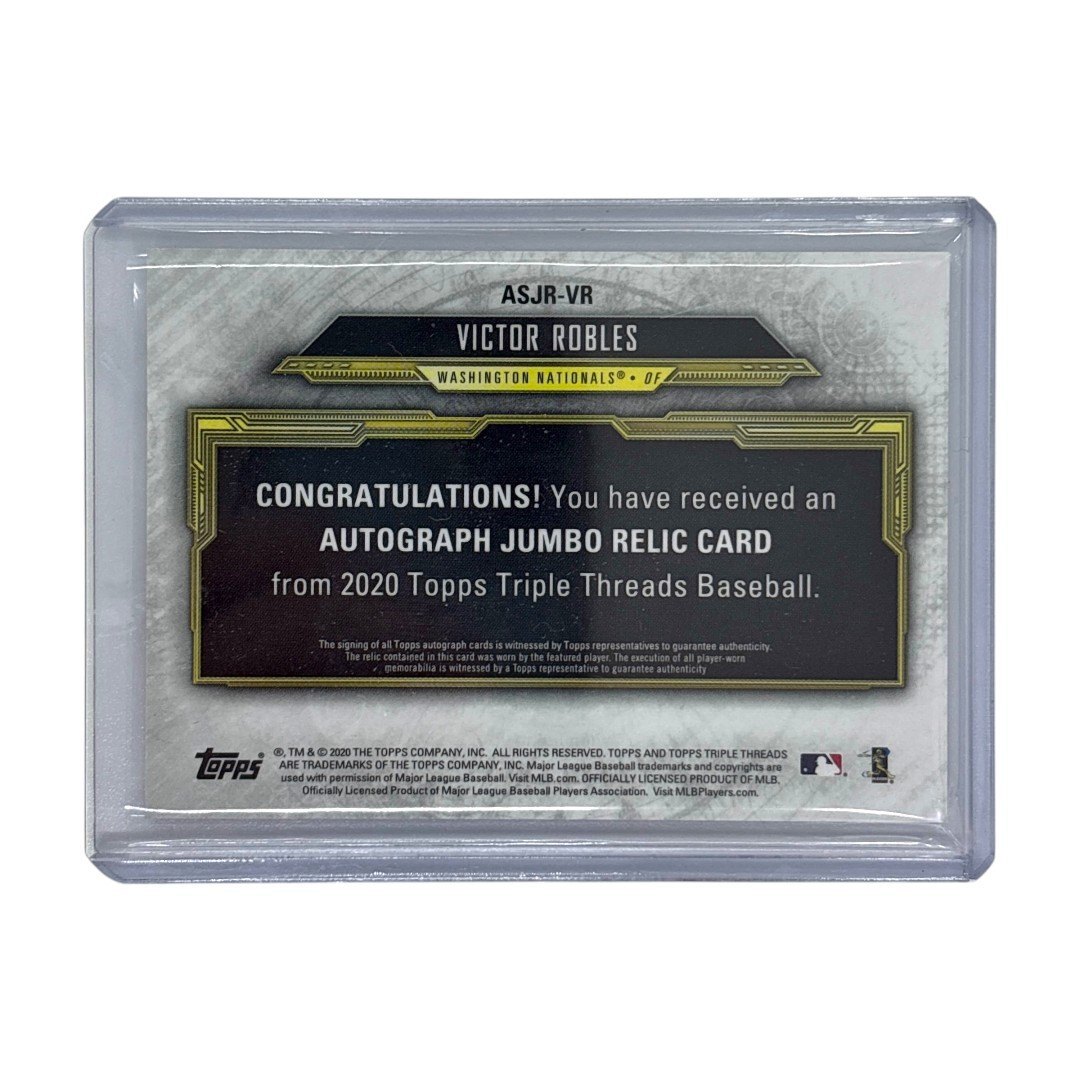 ASJR-VR
VICTOR ROBLES
WASHINGTON NATIONALS® • OF
CONGRATULATIONS! You have received an
AUTOGRAPH JUMBO RELIC CARD
from 2020 Topps Triple Threads Baseball.
The signing of all Topps autograph cards is witnessed by Topps representatives to guarantee authenticity.
The relic contained in this card was worn by the featured player. The execution of all player-worn
memorabilia is witnessed by a Topps representative to guarantee authenticity
topps®
®, TM & © 2020 THE TOPPS COMPANY, INC. ALL RIGHTS RESERVED. TOPPS AND TOPPS TRIPLE THREADS
ARE TRADEMARKS OF THE TOPPS COMPANY, INC. Major League Baseball trademarks and copyrights are
used with permission of Major League Baseball. Visit MLB.com. OFFICIALLY LICENSED PRODUCT OF MLB.
Officially Licensed Product of Major League Baseball Players Association. Visit MLBPlayers.com.